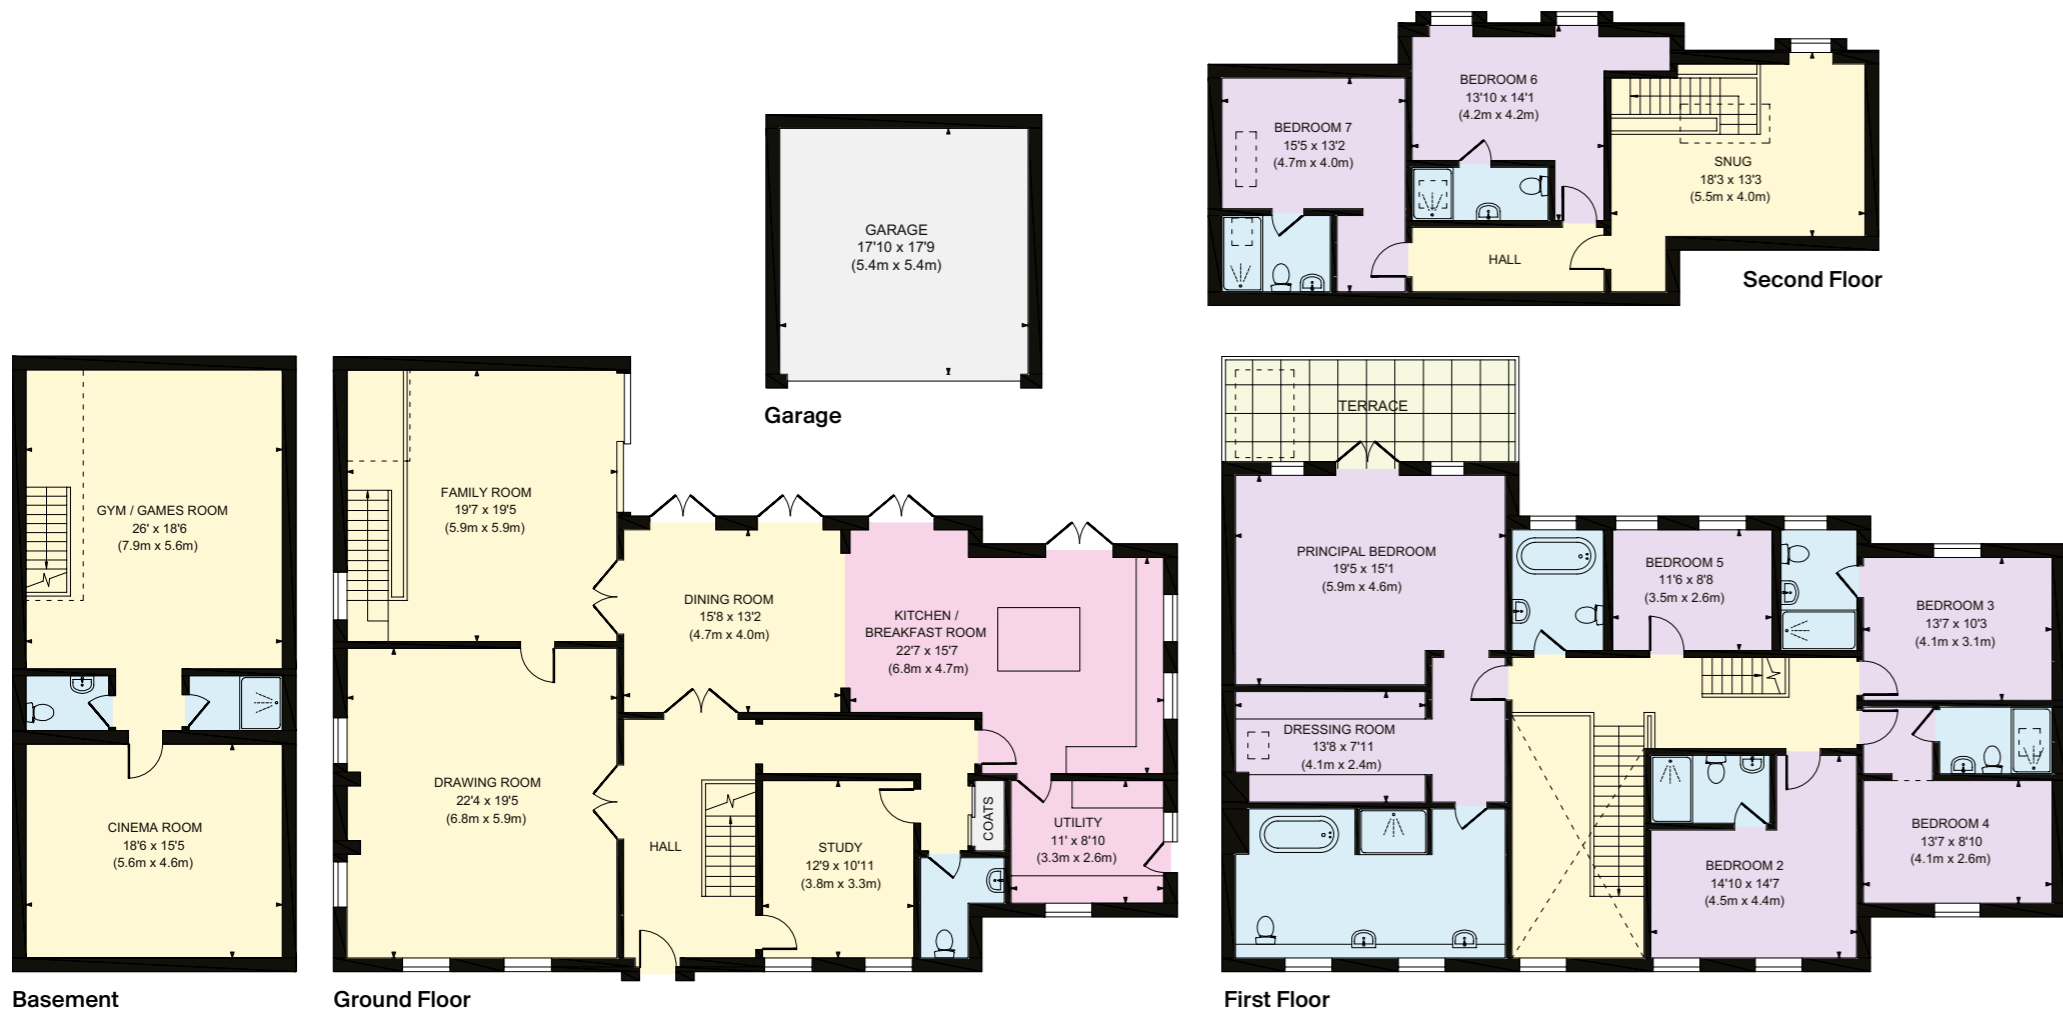 BEDROOM 6
13'10 x 14'1
(4.2m x 4.2m)
BEDROOM 7
15'5 x 13'2
(4.7m x 4.0m)
SNUG
18'3 x 13'3
(5.5m x 4.0m)
HALL
Second Floor
GARAGE
17'10 x 17'9
(5.4m x 5.4m)
Garage
GYM / GAMES ROOM
26' x 18'6
(7.9m x 5.6m)
CINEMA ROOM
18'6 x 15'5
(5.6m x 4.6m)
Basement
FAMILY ROOM
19'7 x 19'5
(5.9m x 5.9m)
DINING ROOM
15'8 x 13'2
(4.7m x 4.0m)
KITCHEN /
BREAKFAST ROOM
22'7 x 15'7
(6.8m x 4.7m)
DRAWING ROOM
22'4 x 19'5
(6.8m x 5.9m)
HALL
STUDY
12'9 x 10'11
(3.8m x 3.3m)
COATS
UTILITY
11' x 8'10
(3.3m x 2.6m)
Ground Floor
TERRACE
PRINCIPAL BEDROOM
19'5 x 15'1
(5.9m x 4.6m)
BEDROOM 5
11'6 x 8'8
(3.5m x 2.6m)
BEDROOM 3
13'7 x 10'3
(4.1m x 3.1m)
DRESSING ROOM
13'8 x 7'11
(4.1m x 2.4m)
BEDROOM 2
14'10 x 14'7
(4.5m x 4.4m)
BEDROOM 4
13'7 x 8'10
(4.1m x 2.6m)
First Floor